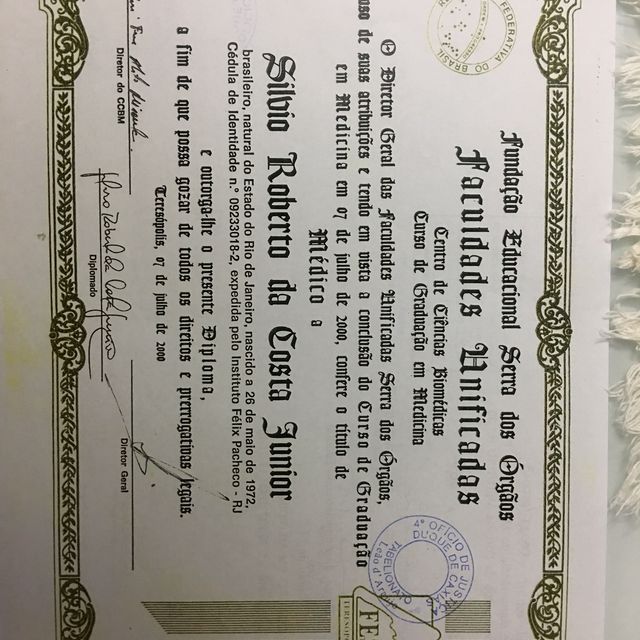 FEDERATIVA DO BRASIL
Fundação Educacional Serra dos Órgãos
Faculdades Unificadas
Centro de Ciências Biomédicas
Curso de Graduação em Medicina
O Diretor Geral das Faculdades Unificadas Serra dos Órgãos,
uso de suas atribuições e tendo em vista a conclusão do Curso de Graduação
em Medicina em 07 de julho de 2000, confere o título de
Médico a
Silvio Roberto da Costa Junior
brasileiro, natural do Estado do Rio de Janeiro, nascido a 26 de maio de 1972,
Cédula de Identidade n.º 09233018-2, expedida pelo Instituto Félix Pacheco - RJ
e outorga-lhe o presente Diploma,
a fim de que possa gozar de todos os direitos e prerrogativas legais.
Teresópolis, 07 de julho de 2000
Diretor do CCBM
Diplomado
Diretor Geral
4º OFÍCIO DE JUSTIÇA
DUQUE DE CAXIAS
TABELIONATO
FE